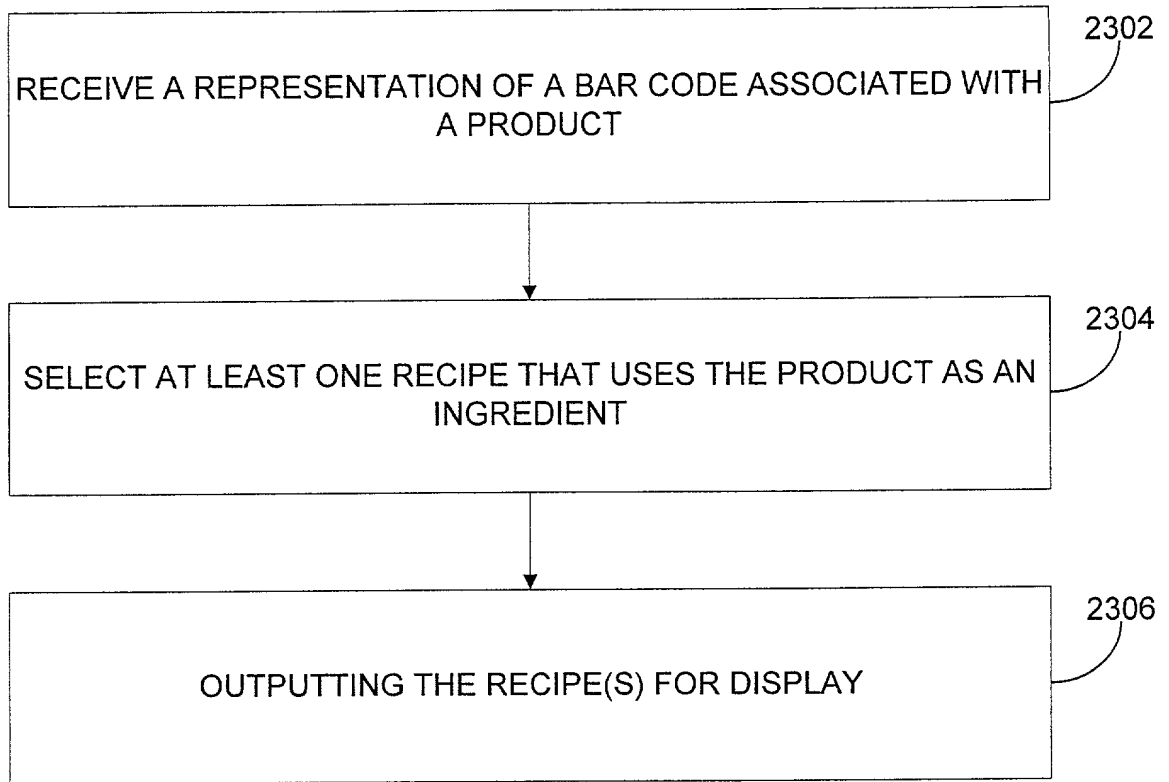 2302
RECEIVE A REPRESENTATION OF A BAR CODE ASSOCIATED WITH
A PRODUCT
2304
SELECT AT LEAST ONE RECIPE THAT USES THE PRODUCT AS AN
INGREDIENT
2306
OUTPUTTING THE RECIPE(S) FOR DISPLAY